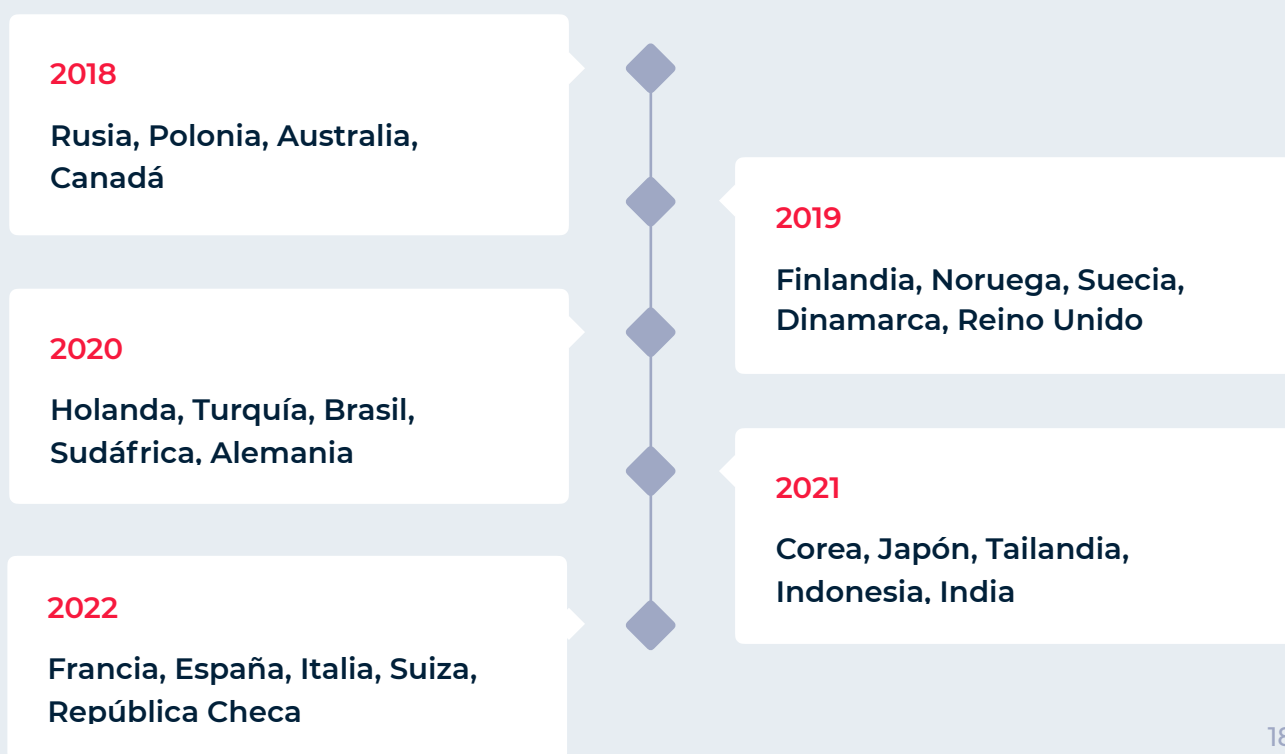 2018
Rusia, Polonia, Australia,
Canadá
2019
Finlandia, Noruega, Suecia,
Dinamarca, Reino Unido
2020
Holanda, Turquía, Brasil,
Sudáfrica, Alemania
2021
Corea, Japón, Tailandia,
Indonesia, India
2022
Francia, España, Italia, Suiza,
República Checa
18